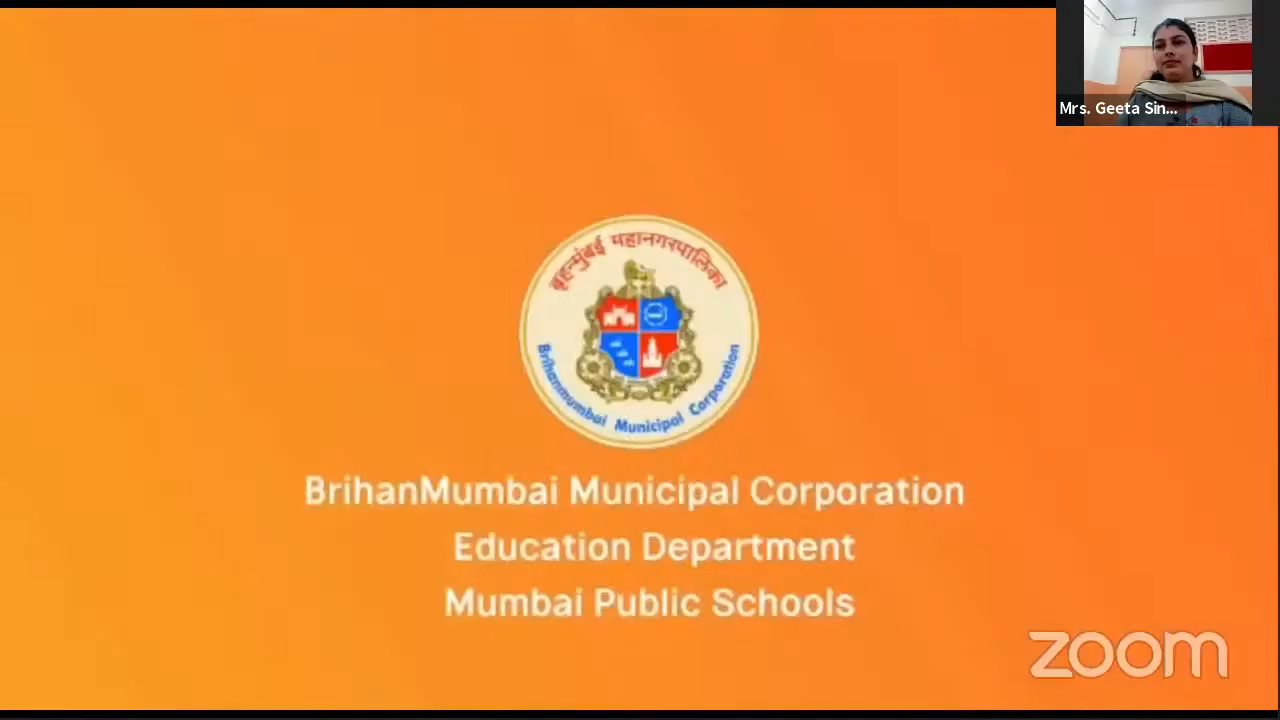 Mrs. Geeta Sin...
बृहन्मुंबई महानगरपालिका
Brihanmumbai Municipal Corporation
BrihanMumbai Municipal Corporation
Education Department
Mumbai Public Schools
zoom